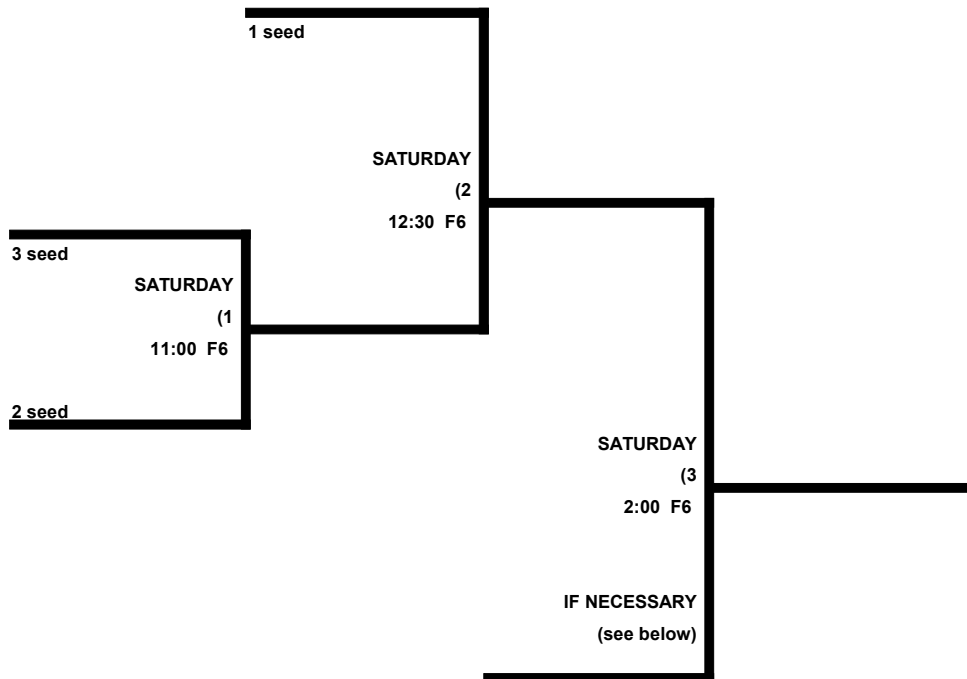 1 seed
SATURDAY
(2
12:30 F6
3 seed
SATURDAY
(1
11:00 F6
2 seed
SATURDAY
(3
2:00 F6
IF NECESSARY
(see below)